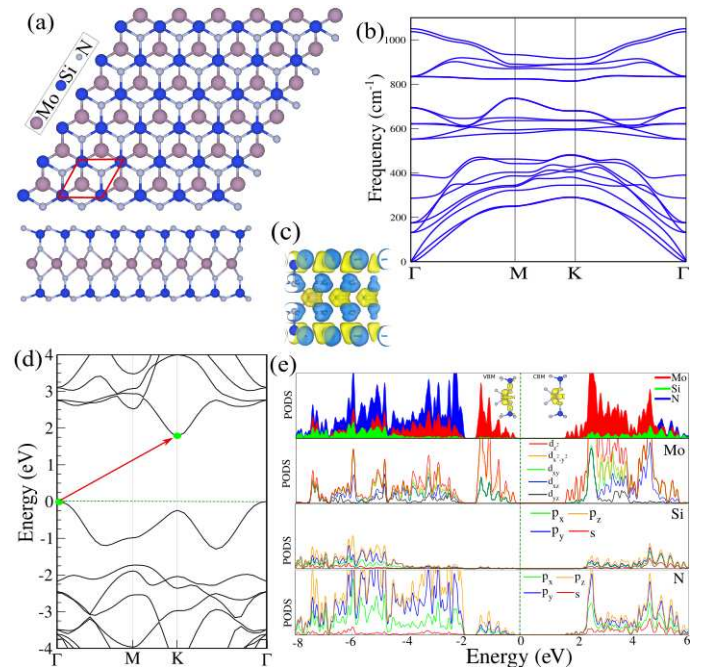 (a)
Mo Si N
(b)
Frequency (cm⁻¹)
1000
800
600
400
200
0
Γ M K Γ
(c)
(d)
Energy (eV)
4
3
2
1
0
-1
-2
-3
-4
Γ M K Γ
(e)
PODS
VBM
CBM
Mo
Si
N
PODS
Mo
d_z²
d_x²-y²
d_xy
d_xz
d_yz
PODS
Si
p_x p_z
p_y s
PODS
N
p_x p_z
p_y s
-8 -6 -4 -2 0 2 4 6
Energy (eV)